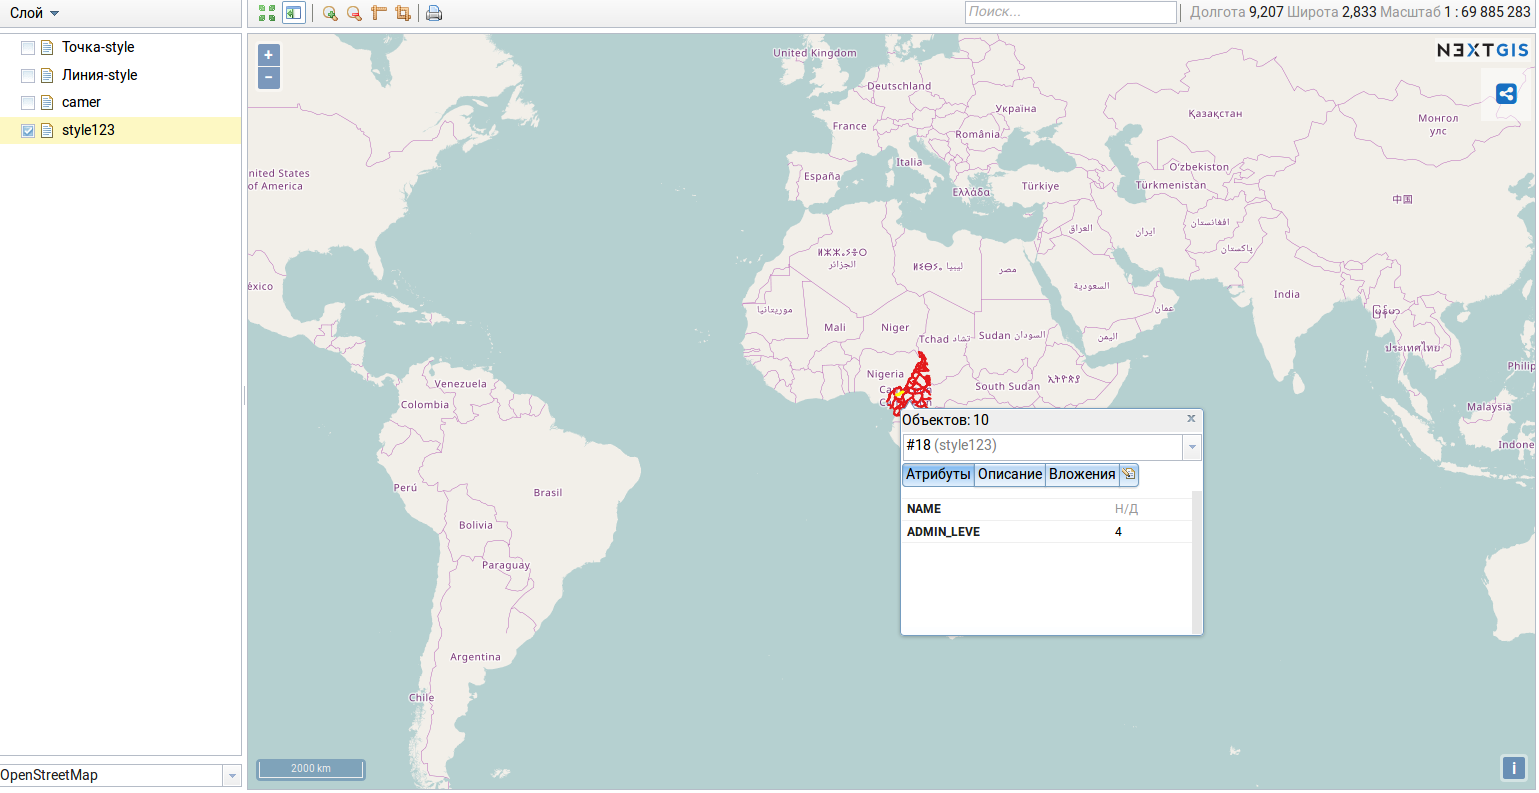 Слой
Поиск...
Долгота 9,207 Широта 2,833 Масштаб 1 : 69 885 283
Точка-style
Линия-style
camer
style123
OpenStreetMap
+
−
NEXTGIS
United Kingdom
Deutschland
Україна
Қазақстан
Монгол
улс
France
România
Italia
O'zbekiston
España
Ελλάδα
Türkiye
Türkmenistan
中国
nited States
of America
العراق
ایران
افغانستان
پاکستان
ⵍⵣⵣⴰⵢⴻⵔ
الجزائر
ليبيا
مصر
السعودية
éxico
India
موريتانيا
عمان
မြန်မာ
Mali
Niger
Tchad تشاد
Sudan السودان
اليمن
ประเทศไทย
Philip
Nigeria
South Sudan
ኢትዮጵያ
Venezuela
Colombia
Malaysia
Indone
Perú
Brasil
Bolivia
Paraguay
Argentina
Chile
Объектов: 10
x
#18 (style123)
Атрибуты Описание Вложения
NAME Н/Д
ADMIN_LEVE 4
2000 km
i